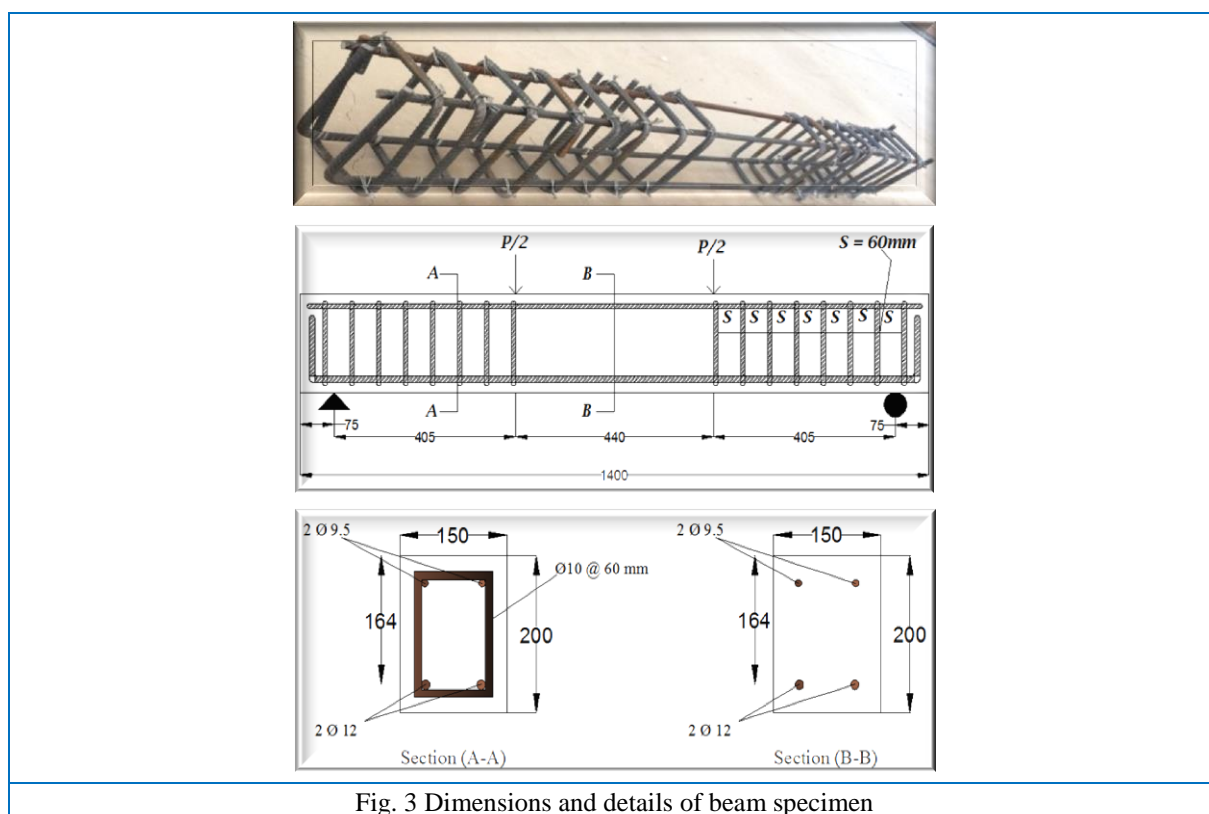 P/2 P/2 S = 60mm
A B
S S S S S S S
A B
75 75
405 440 405
1400
2 Ø 9.5 150 2 Ø 9.5 150
Ø10 @ 60 mm
164 200 164 200
2 Ø 12 2 Ø 12
Section (A-A) Section (B-B)
Fig. 3 Dimensions and details of beam specimen